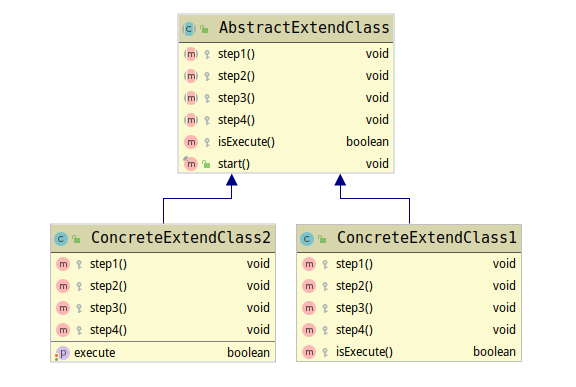 AbstractExtendClass
step1() void
step2() void
step3() void
step4() void
isExecute() boolean
start() void
ConcreteExtendClass2
step1() void
step2() void
step3() void
step4() void
execute boolean
ConcreteExtendClass1
step1() void
step2() void
step3() void
step4() void
isExecute() boolean